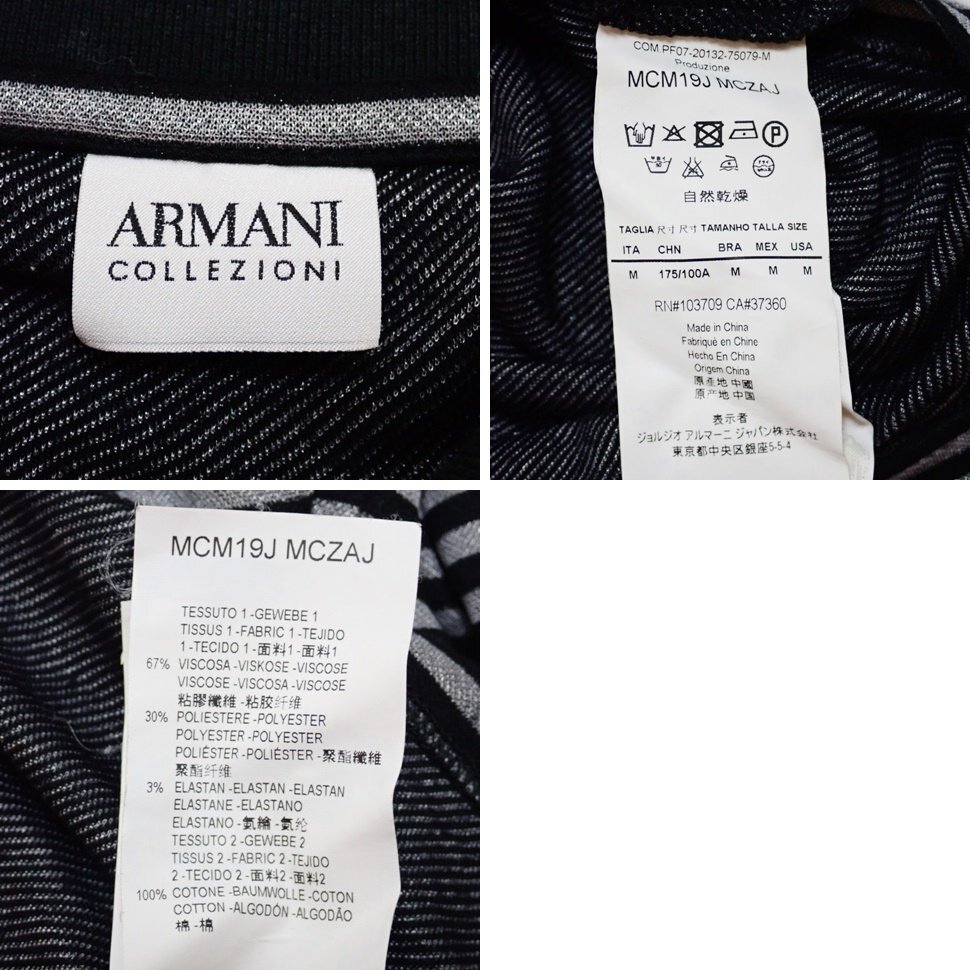 ARMANI
COLLEZIONI
COM.PF07-20132-75079-M
Produzione
MCM19J MCZAJ
自然乾燥
TAGLIA 尺寸 尺寸 TAMANHO TALLA SIZE
ITA CHN BRA MEX USA
M 175/100A M M M
RN#103709 CA#37360
Made in China
Fabriqué en Chine
Hecho En China
Origem China
原産地 中國
原产地 中国
表示者
ジョルジオ アルマーニ ジャパン株式会社
東京都中央区銀座5-5-4
MCM19J MCZAJ
TESSUTO 1 -GEWEBE 1
TISSUS 1 -FABRIC 1 -TEJIDO
1 -TECIDO 1 -面料1 -面料1
67% VISCOSA -VISKOSE -VISCOSE
VISCOSE -VISCOSA -VISCOSE
粘膠纖維 -粘胶纤维
30% POLIESTERE -POLYESTER
POLYESTER -POLYESTER
POLIÉSTER -POLIÉSTER -聚酯纖維
聚酯纤维
3% ELASTAN -ELASTAN -ELASTAN
ELASTANE -ELASTANO
ELASTANO -氨綸 -氨纶
TESSUTO 2 -GEWEBE 2
TISSUS 2 -FABRIC 2 -TEJIDO
2 -TECIDO 2 -面料2 -面料2
100% COTONE -BAUMWOLLE -COTON
COTTON -ALGODÓN -ALGODÃO
棉 -棉